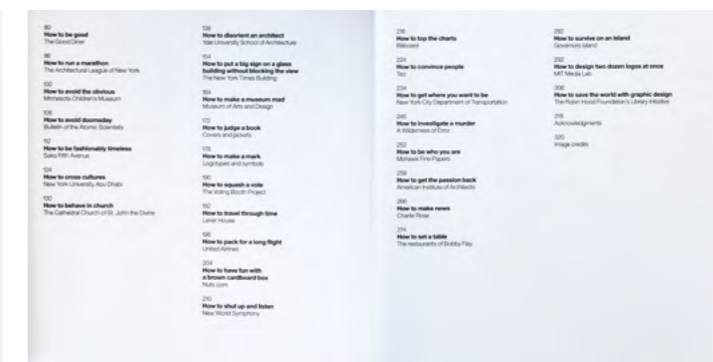 80
How to be good
The Good Diner
86
How to run a marathon
The Architectural League of New York
100
How to avoid the obvious
Minnesota Children's Museum
106
How to avoid doomsday
Bulletin of the Atomic Scientists
112
How to be fashionably timeless
Saks Fifth Avenue
124
How to cross cultures
New York University Abu Dhabi
130
How to behave in church
The Cathedral Church of St. John the Divine
138
How to disorient an architect
Yale University School of Architecture
154
How to put a big sign on a glass
building without blocking the view
The New York Times Building
164
How to make a museum mad
Museum of Arts and Design
172
How to judge a book
Covers and jackets
178
How to make a mark
Logotypes and symbols
190
How to squash a vote
The Voting Booth Project
192
How to travel through time
Lever House
196
How to pack for a long flight
United Airlines
204
How to have fun with
a brown cardboard box
Nuts.com
210
How to shut up and listen
New World Symphony
216
How to top the charts
Billboard
224
How to convince people
Ted
234
How to get where you want to be
New York City Department of Transportation
246
How to investigate a murder
A Wilderness of Error
252
How to be who you are
Mohawk Fine Papers
258
How to get the passion back
American Institute of Architects
266
How to make news
Charlie Rose
274
How to set a table
The restaurants of Bobby Flay
282
How to survive on an island
Governors Island
292
How to design two dozen logos at once
MIT Media Lab
306
How to save the world with graphic design
The Robin Hood Foundation's Library Initiative
318
Acknowledgments
320
Image credits